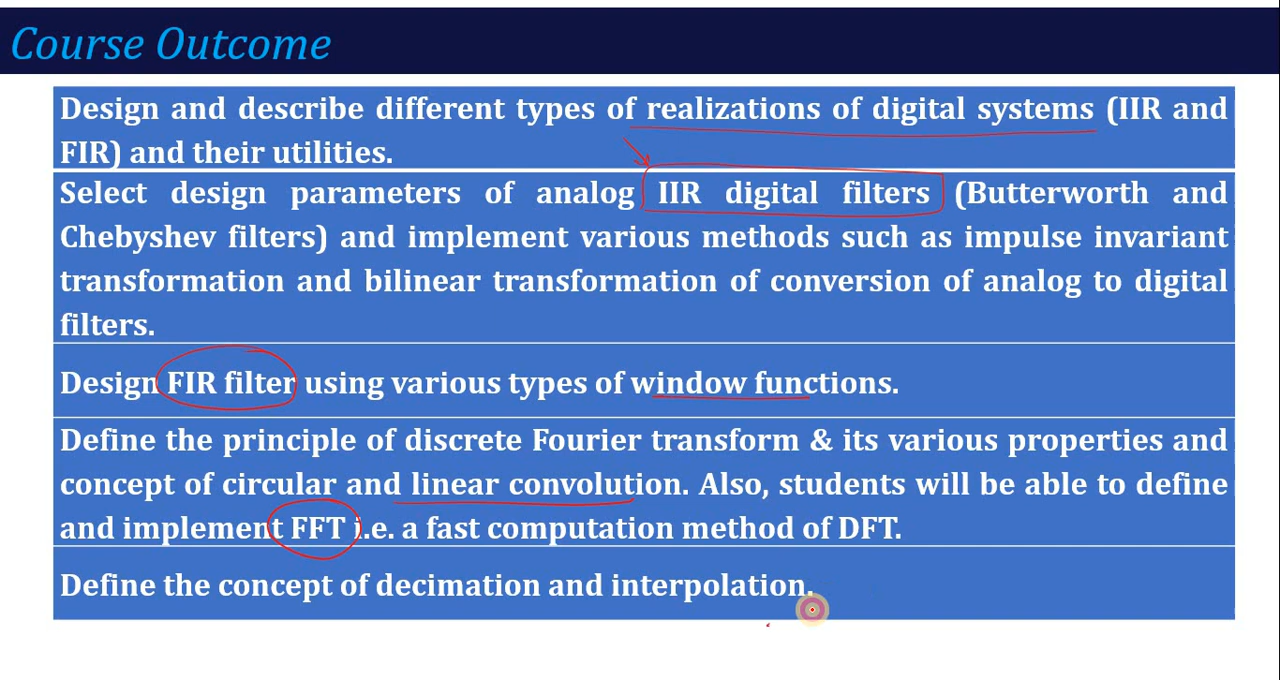 Course Outcome
Design and describe different types of realizations of digital systems (IIR and
FIR) and their utilities.
Select design parameters of analog IIR digital filters (Butterworth and
Chebyshev filters) and implement various methods such as impulse invariant
transformation and bilinear transformation of conversion of analog to digital
filters.
Design FIR filter using various types of window functions.
Define the principle of discrete Fourier transform & its various properties and
concept of circular and linear convolution. Also, students will be able to define
and implement FFT i.e. a fast computation method of DFT.
Define the concept of decimation and interpolation.